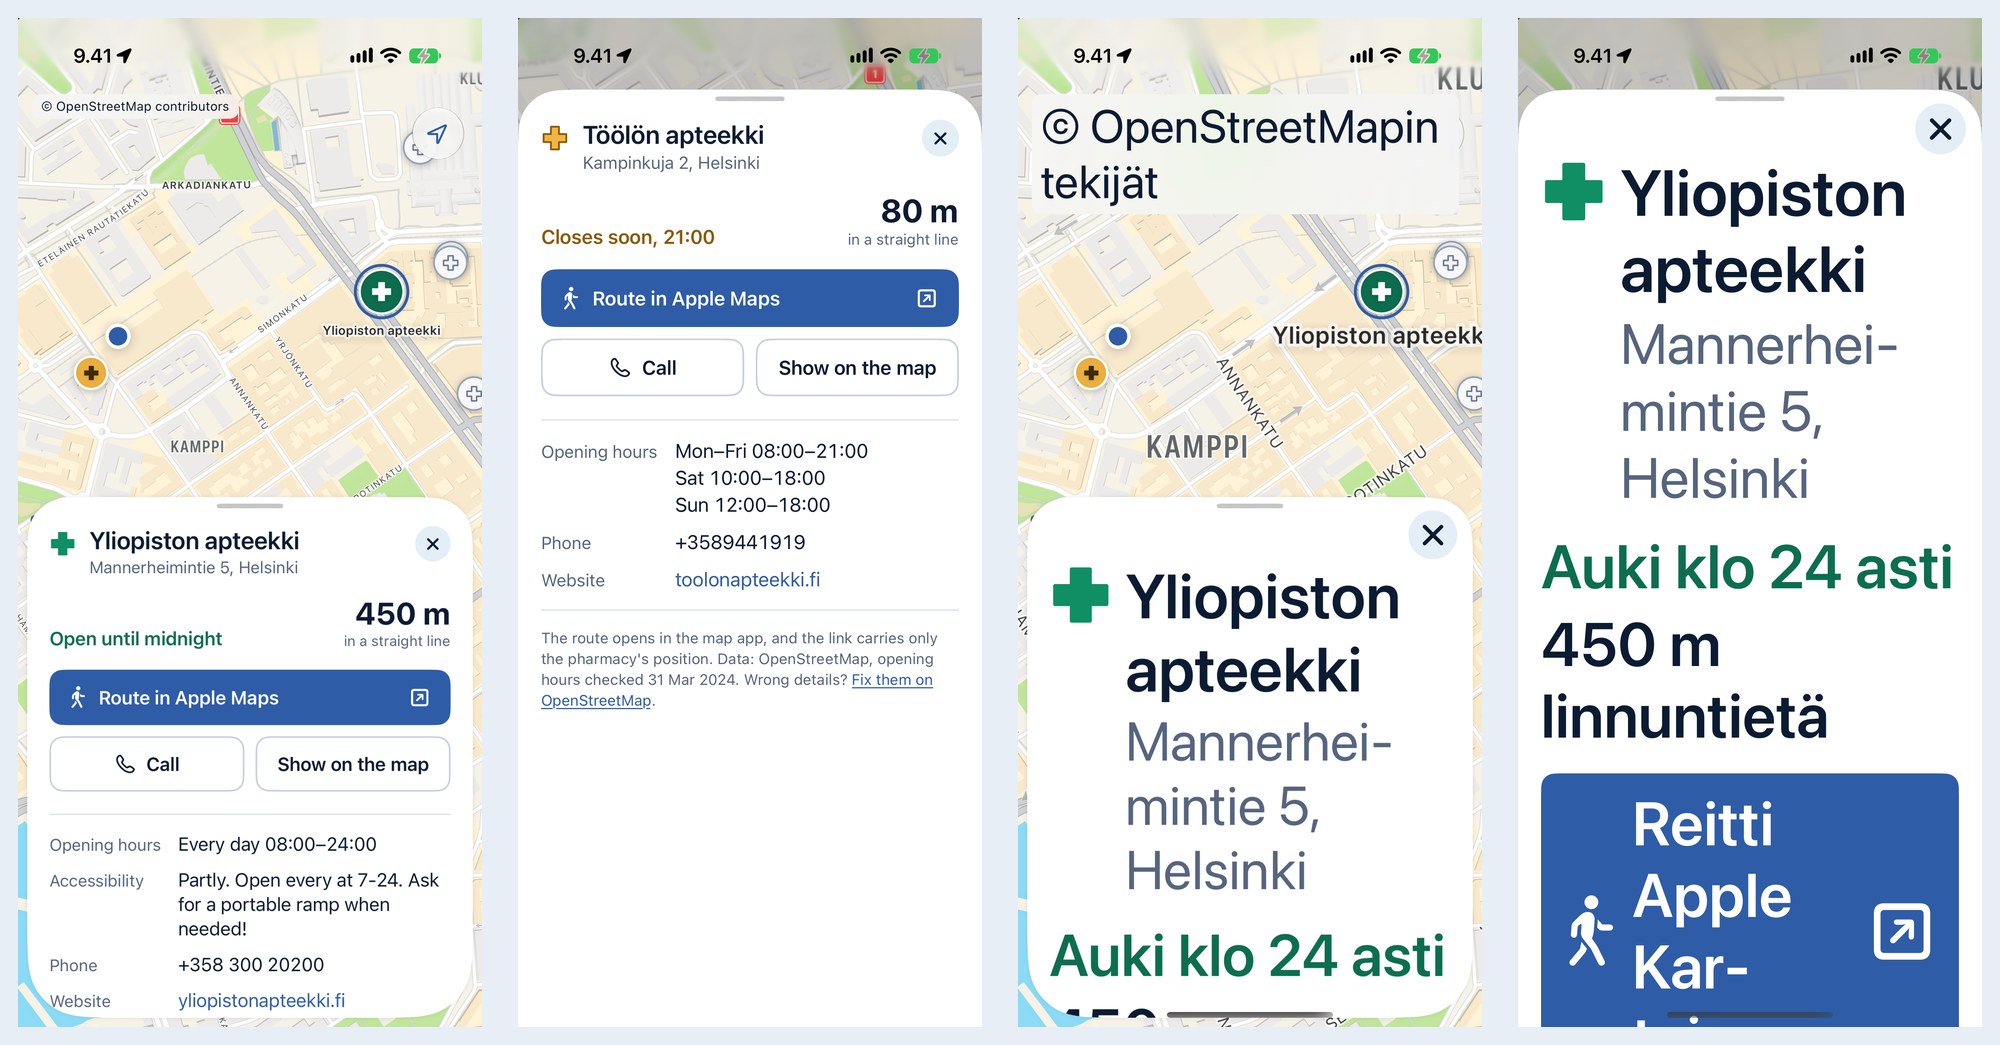 9.41
KLU
© OpenStreetMap contributors
ARKADIANKATU
ETELÄINEN RAUTATIEKATU
SIMONKATU
YRJÖNKATU
ANNANKATU
Yliopiston apteekki
KAMPPI
Yliopiston apteekki
Mannerheimintie 5, Helsinki
450 m
in a straight line
Open until midnight
Route in Apple Maps
Call
Show on the map
Opening hours
Every day 08:00–24:00
Accessibility
Partly. Open every at 7-24. Ask
for a portable ramp when
needed!
Phone
+358 300 20200
Website
yliopistonapteekki.fi
9.41
1
Töölön apteekki
Kampinkuja 2, Helsinki
80 m
in a straight line
Closes soon, 21:00
Route in Apple Maps
Call
Show on the map
Opening hours
Mon–Fri 08:00–21:00
Sat 10:00–18:00
Sun 12:00–18:00
Phone
+3589441919
Website
toolonapteekki.fi
The route opens in the map app, and the link carries only
the pharmacy's position. Data: OpenStreetMap, opening
hours checked 31 Mar 2024. Wrong details? Fix them on
OpenStreetMap.
9.41
KLU
© OpenStreetMapin
tekijät
Yliopiston apteekk
ANNANKATU
KAMPPI
OTINKATU
Yliopiston
apteekki
Mannerhei-
mintie 5,
Helsinki
Auki klo 24 asti
450
9.41
KLU
Yliopiston
apteekki
Mannerhei-
mintie 5,
Helsinki
Auki klo 24 asti
450 m
linnuntietä
Reitti
Apple
Kar-